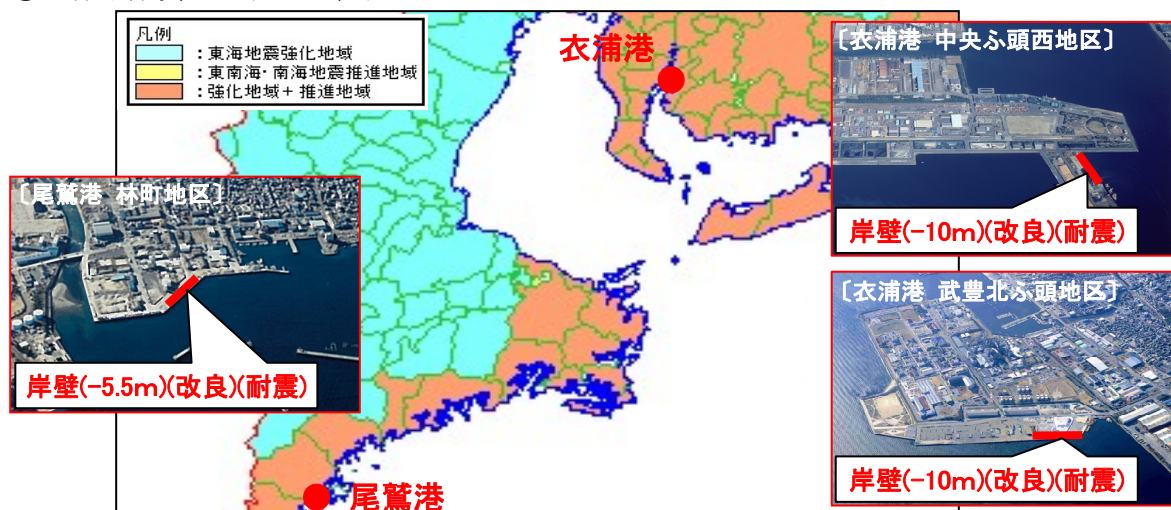 凡例
：東海地震強化地域
：東南海・南海地震推進地域
：強化地域＋推進地域
衣浦港
〔衣浦港 中央ふ頭西地区〕
岸壁(-10m)(改良)(耐震)
〔尾鷲港 林町地区〕
岸壁(-5.5m)(改良)(耐震)
〔衣浦港 武豊北ふ頭地区〕
岸壁(-10m)(改良)(耐震)
尾鷲港